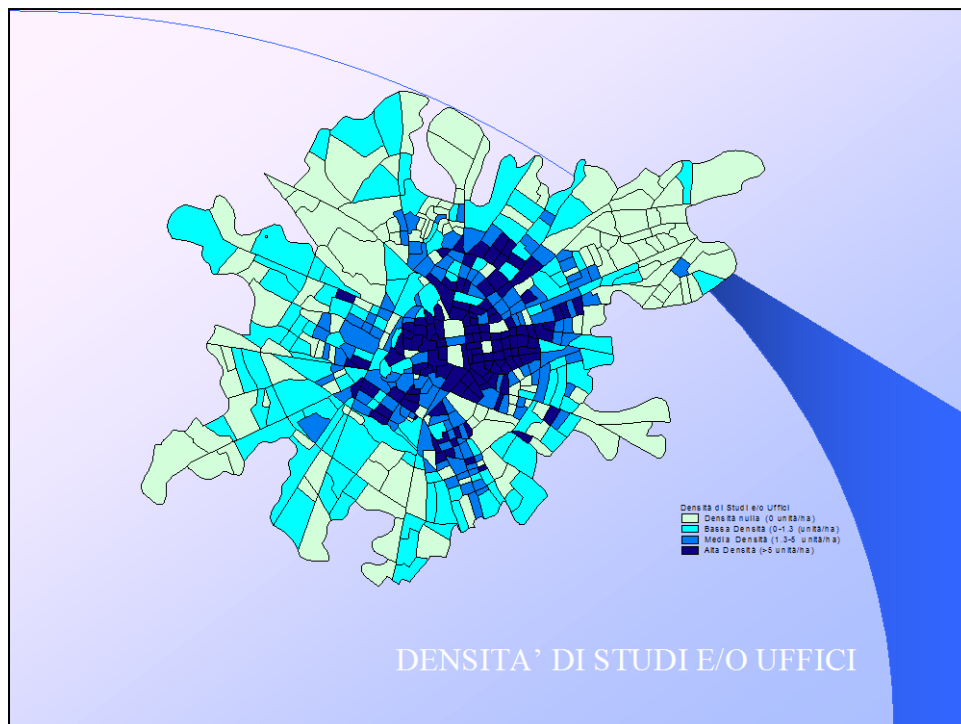 Densità di Studi e/o Uffici
Densità nulla (0 unità/ha)
Bassa Densità (0-1.3 (unità/ha)
Media Densità (1.3-5 unità/ha)
Alta Densità (>5 unità/ha)
DENSITA’ DI STUDI E/O UFFICI